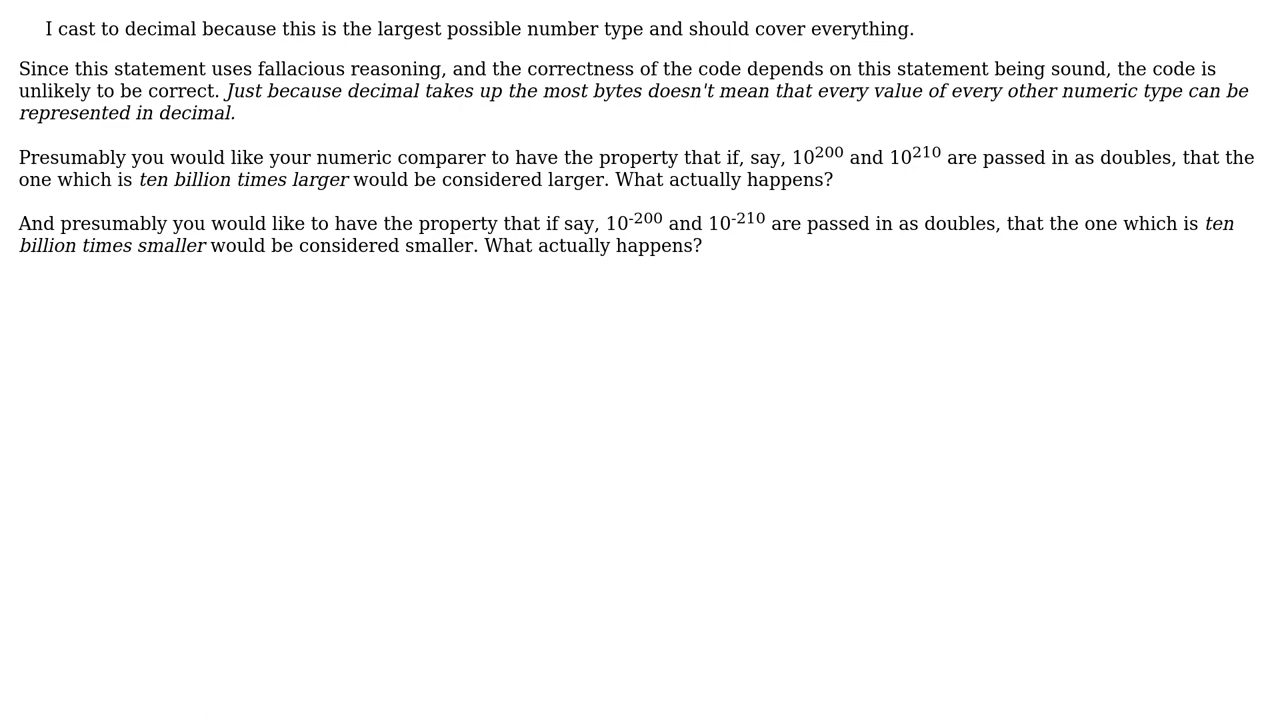 I cast to decimal because this is the largest possible number type and should cover everything.
Since this statement uses fallacious reasoning, and the correctness of the code depends on this statement being sound, the code is
unlikely to be correct. Just because decimal takes up the most bytes doesn't mean that every value of every other numeric type can be
represented in decimal.
Presumably you would like your numeric comparer to have the property that if, say, 10^200 and 10^210 are passed in as doubles, that the
one which is ten billion times larger would be considered larger. What actually happens?
And presumably you would like to have the property that if say, 10^-200 and 10^-210 are passed in as doubles, that the one which is ten
billion times smaller would be considered smaller. What actually happens?